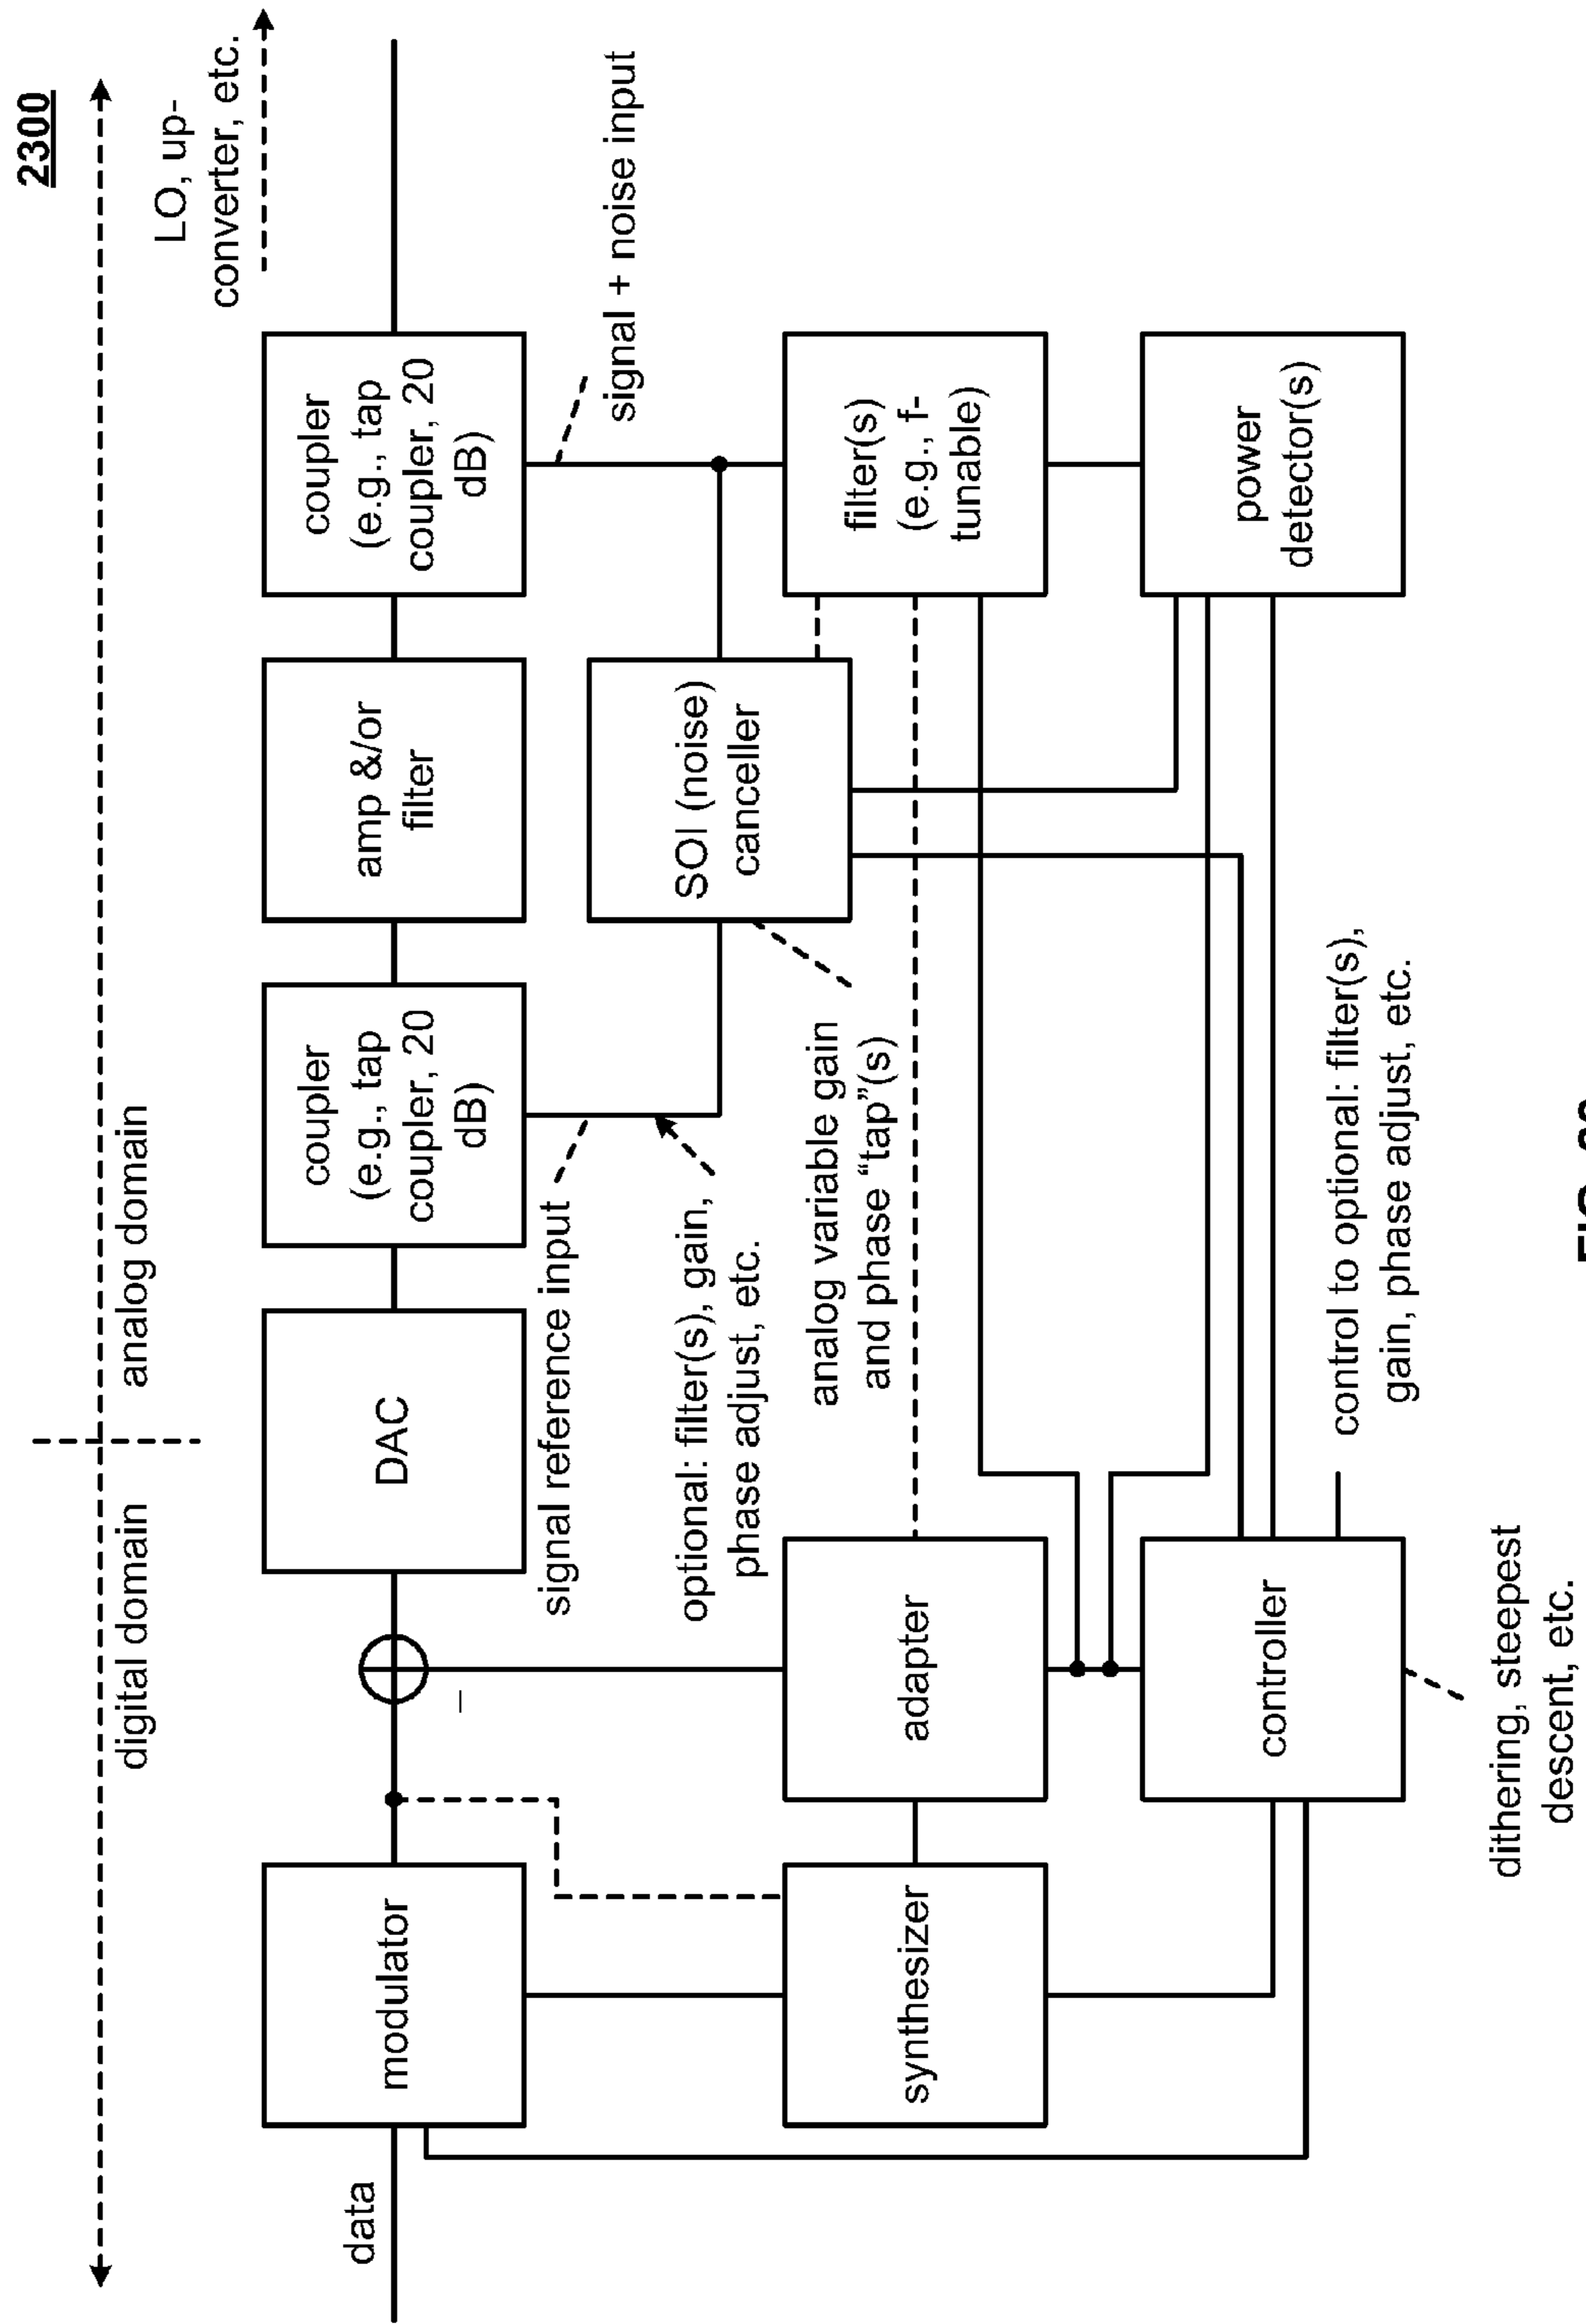 2300
digital domain
analog domain
LO, up-
converter, etc.
data
modulator
DAC
coupler
(e.g., tap
coupler, 20
dB)
amp &/or
filter
coupler
(e.g., tap
coupler, 20
dB)
–
signal reference input
signal + noise input
optional: filter(s), gain,
phase adjust, etc.
SOI (noise)
canceller
analog variable gain
and phase “tap”(s)
synthesizer
adapter
filter(s)
(e.g., f-
tunable)
controller
power
detector(s)
control to optional: filter(s),
gain, phase adjust, etc.
dithering, steepest
descent, etc.